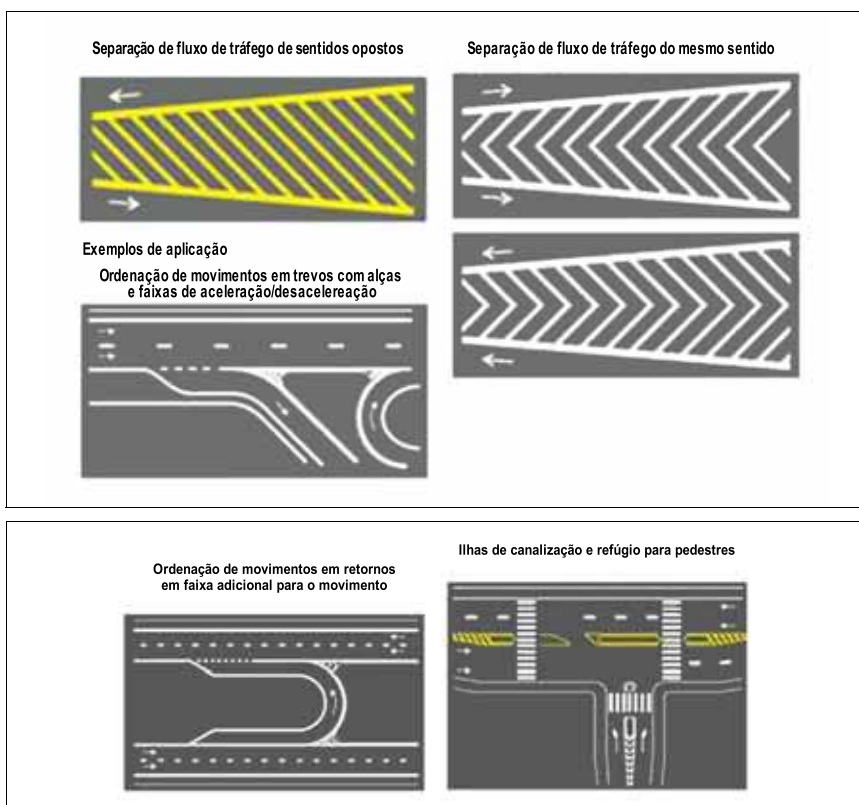 Separação de fluxo de tráfego de sentidos opostos
Separação de fluxo de tráfego do mesmo sentido
Exemplos de aplicação
Ordenação de movimentos em trevos com alças
e faixas de aceleração/desacelereação
Ordenação de movimentos em retornos
em faixa adicional para o movimento
Ilhas de canalização e refúgio para pedestres